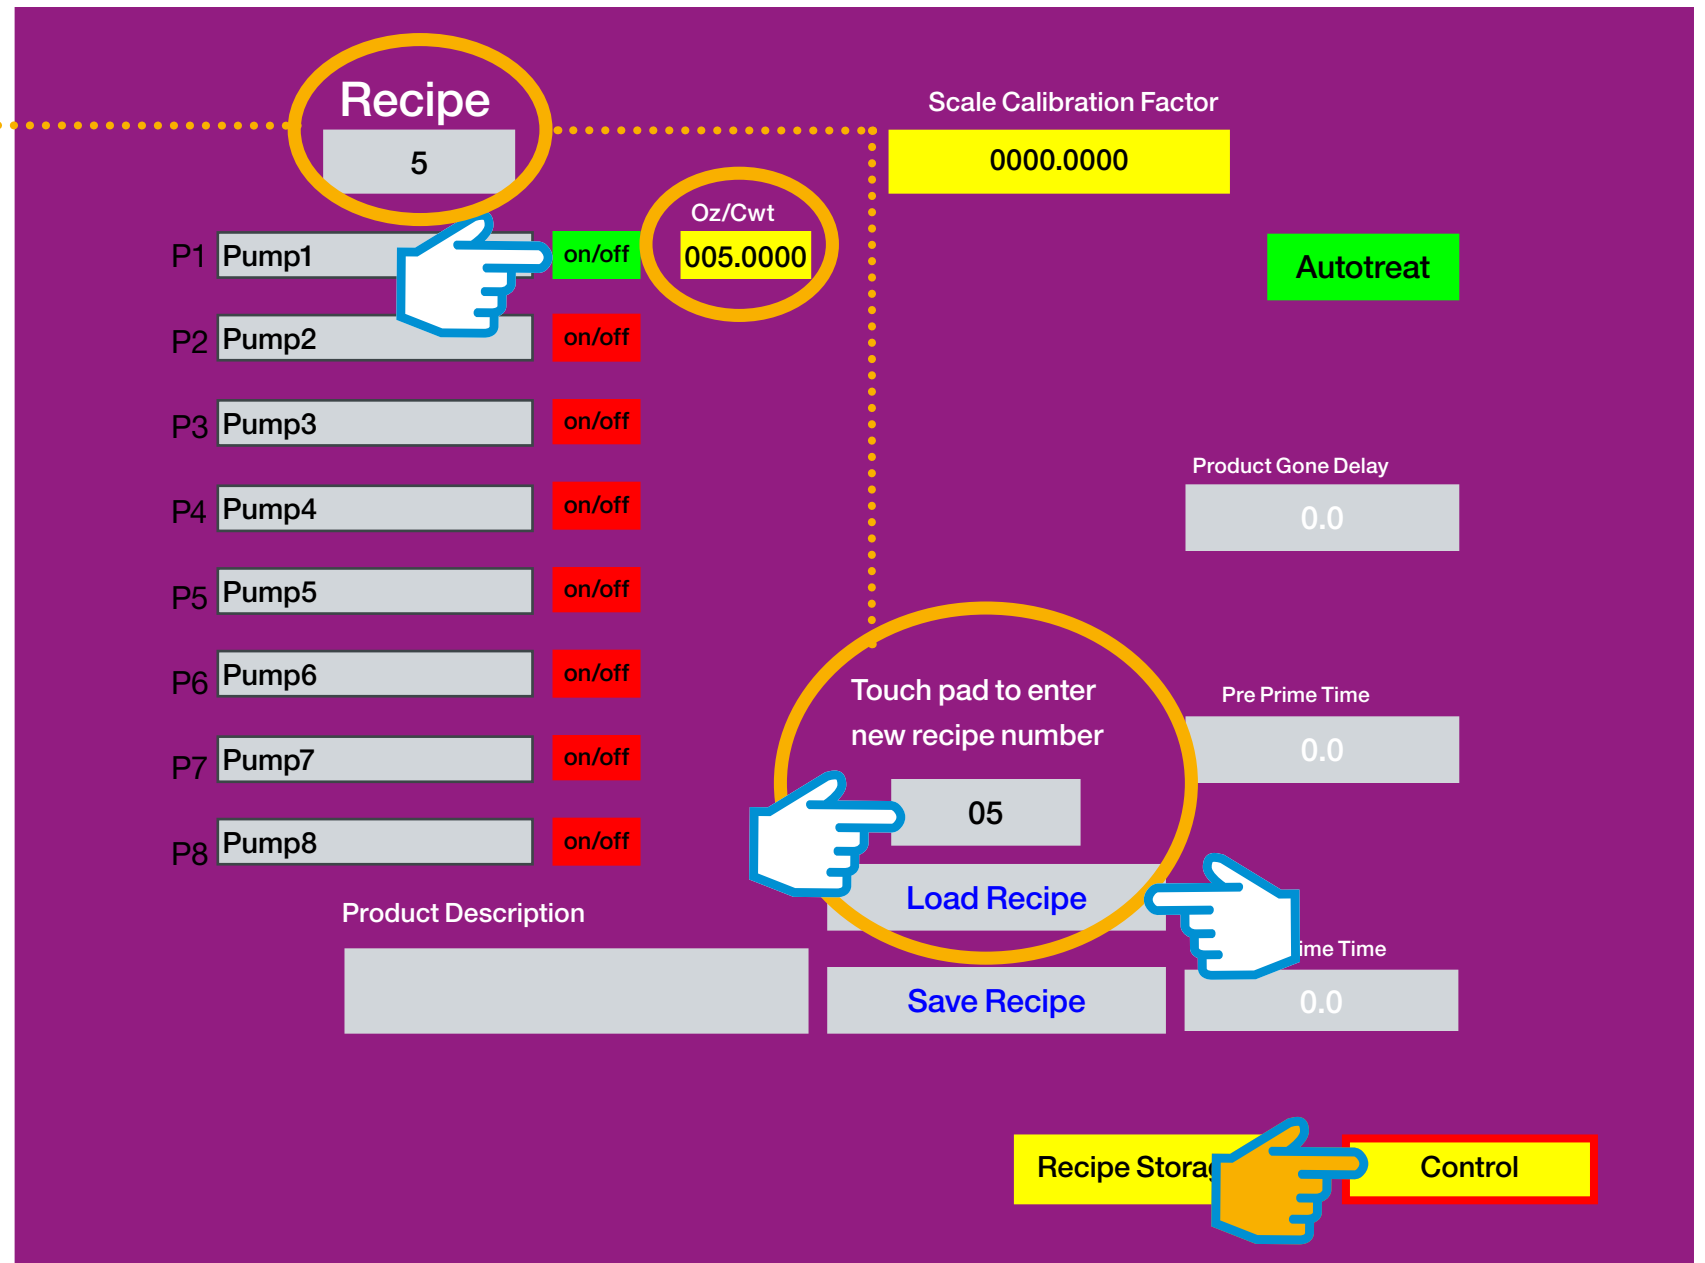 Recipe
5
Scale Calibration Factor
0000.0000
Oz/Cwt
P1 Pump1 on/off 005.0000
Autotreat
P2 Pump2 on/off
P3 Pump3 on/off
Product Gone Delay
0.0
P4 Pump4 on/off
P5 Pump5 on/off
P6 Pump6 on/off
Touch pad to enter
new recipe number
05
Pre Prime Time
0.0
P7 Pump7 on/off
P8 Pump8 on/off
Load Recipe
Product Description
Time
Save Recipe
0.0
Recipe
Control